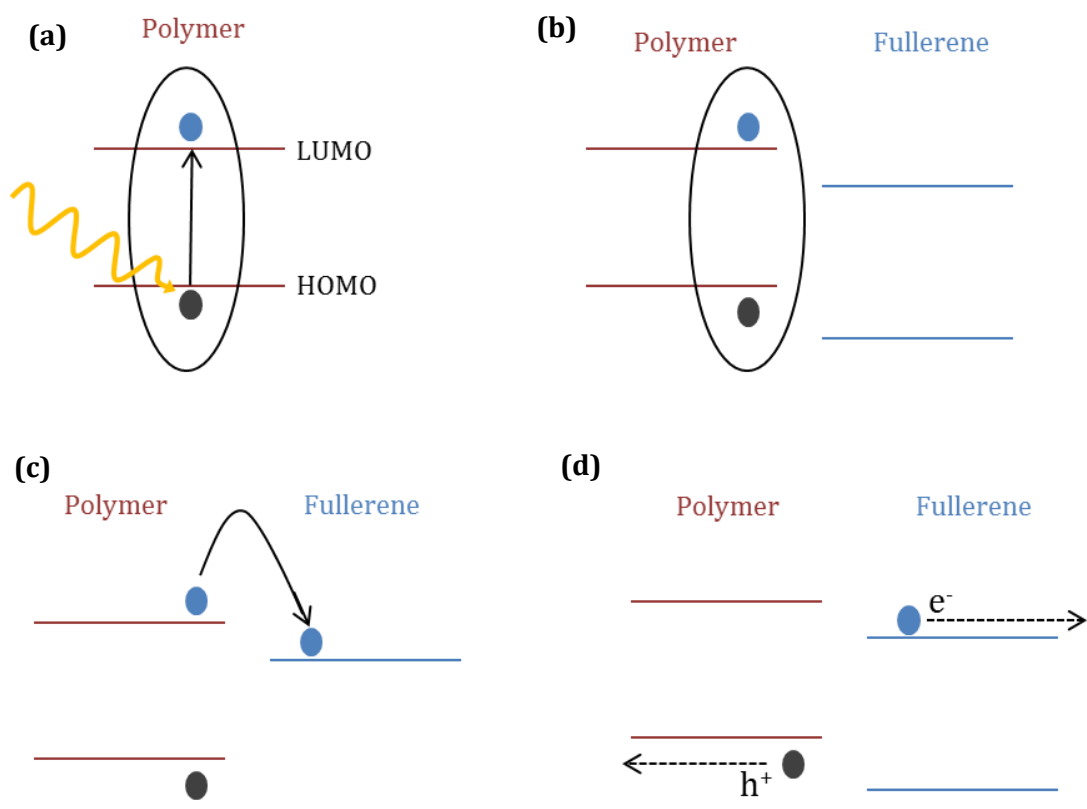 (a)
Polymer
LUMO
HOMO
(b)
Polymer Fullerene
(c)
Polymer Fullerene
(d)
Polymer Fullerene
e⁻
h⁺